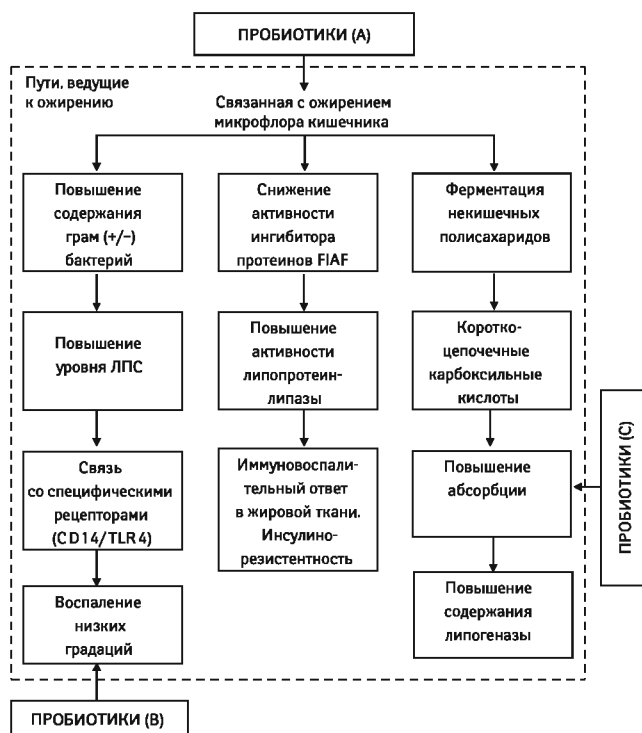 ПРОБИОТИКИ (А)
Пути, ведущие
к ожирению
Связанная с ожирением
микрофлора кишечника
Повышение
содержания
грам (+/–)
бактерий
Снижение
активности
ингибитора
протеинов FIAF
Ферментация
некишечных
полисахаридов
Повышение
уровня ЛПС
Повышение
активности
липопротеин-
липазы
Коротко-
цепочечные
карбоксильные
кислоты
Связь
со специфическими
рецепторами
(CD14/TLR4)
Иммуновоспали-
тельный ответ
в жировой ткани.
Инсулино-
резистентность
Повышение
абсорбции
ПРОБИОТИКИ (С)
Воспаление
низких
градаций
Повышение
содержания
липогеназы
ПРОБИОТИКИ (В)